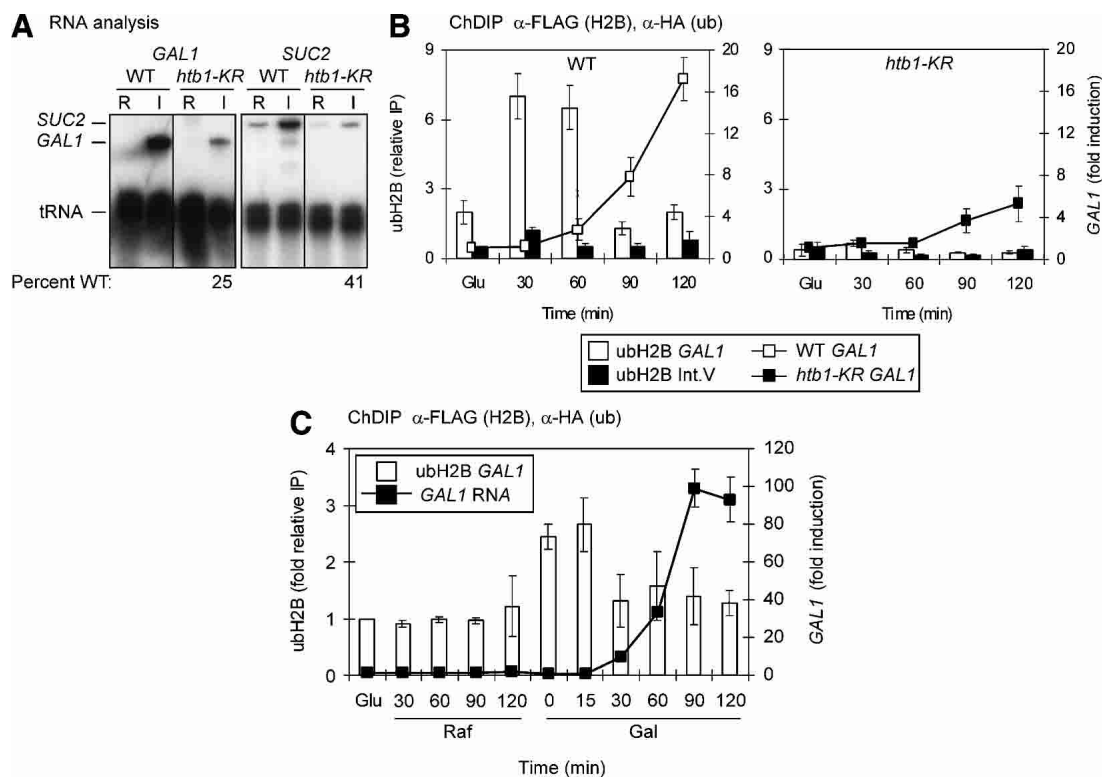 A RNA analysis
GAL1 SUC2
WT htb1-KR WT htb1-KR
R I R I R I R I
SUC2
GAL1
tRNA
Percent WT: 25 41
B ChDIP α-FLAG (H2B), α-HA (ub)
WT
ubH2B (relative IP)
9
6
3
0
20
16
12
8
4
0
Glu 30 60 90 120
Time (min)
htb1-KR
9
6
3
0
20
16
12
8
4
0
GAL1 (fold induction)
Glu 30 60 90 120
Time (min)
ubH2B GAL1 WT GAL1
ubH2B Int.V htb1-KR GAL1
C ChDIP α-FLAG (H2B), α-HA (ub)
ubH2B GAL1
GAL1 RNA
ubH2B (fold relative IP)
4
3
2
1
0
120
100
80
60
40
20
0
GAL1 (fold induction)
Glu 30 60 90 120 0 15 30 60 90 120
Raf Gal
Time (min)